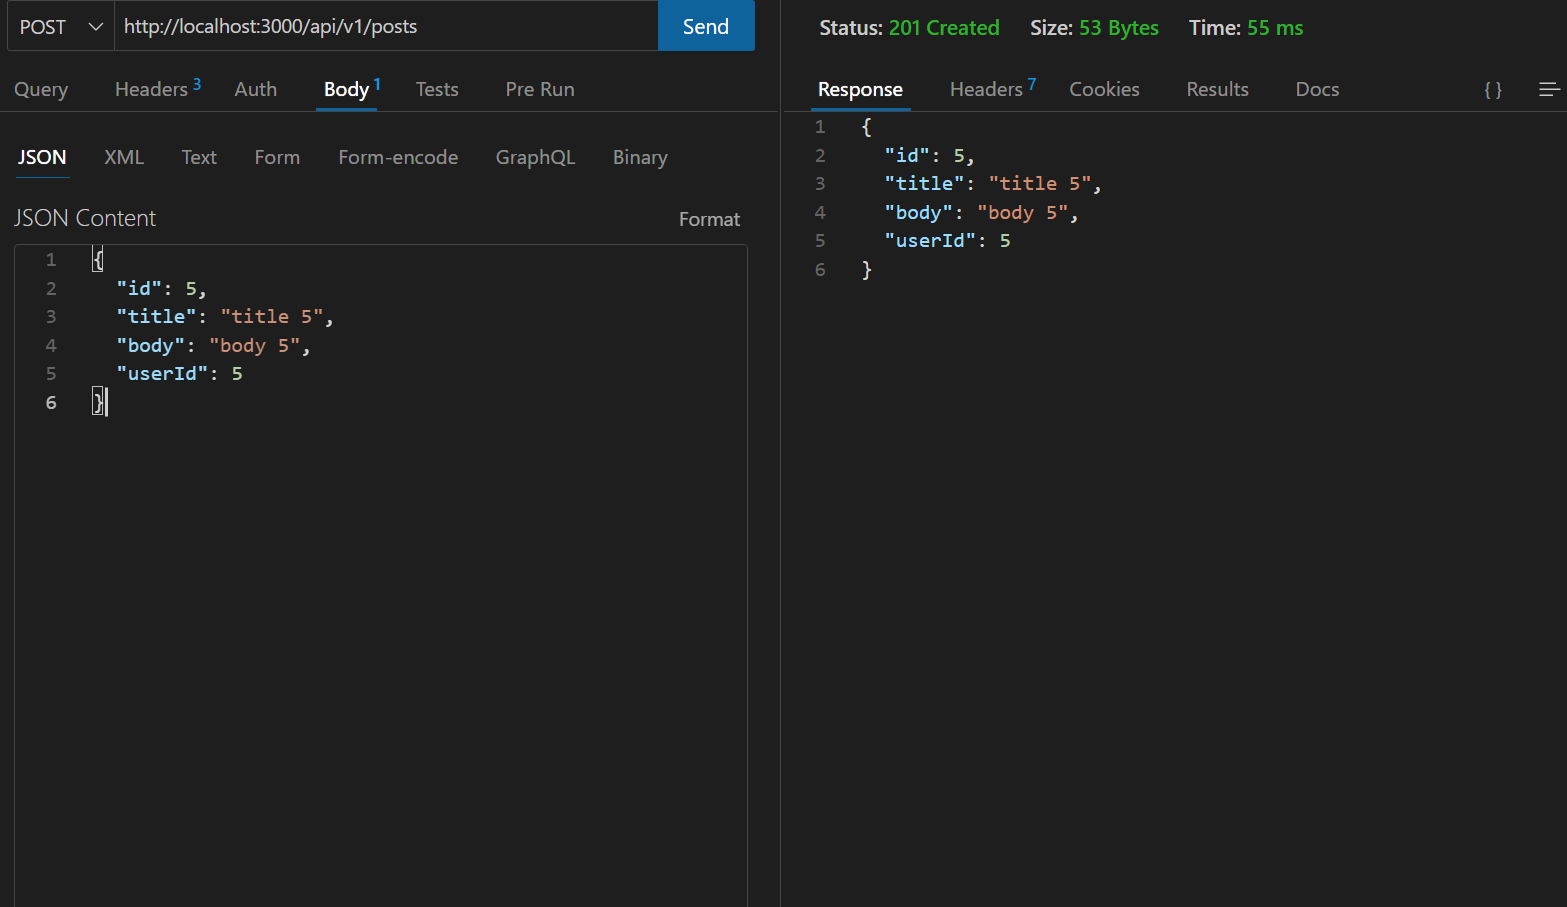 POST http://localhost:3000/api/v1/posts Send
Query Headers 3 Auth Body 1 Tests Pre Run
JSON XML Text Form Form-encode GraphQL Binary
JSON Content Format
1 {
2 "id": 5,
3 "title": "title 5",
4 "body": "body 5",
5 "userId": 5
6 }
Status: 201 Created Size: 53 Bytes Time: 55 ms
Response Headers 7 Cookies Results Docs { }
1 {
2 "id": 5,
3 "title": "title 5",
4 "body": "body 5",
5 "userId": 5
6 }